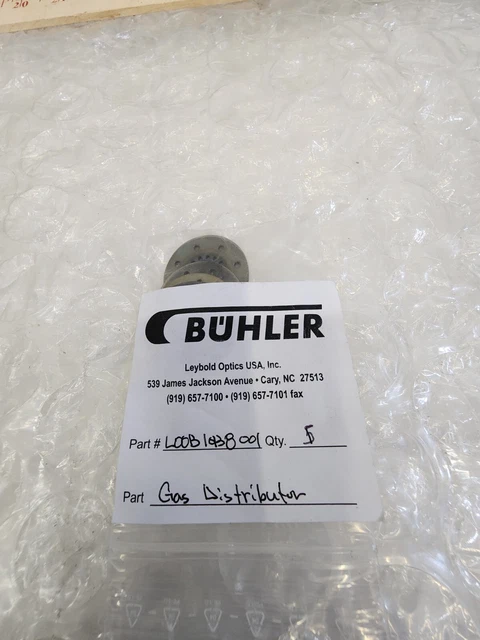 BÜHLER
Leybold Optics USA, Inc.
539 James Jackson Avenue • Cary, NC 27513
(919) 657-7100 • (919) 657-7101 fax
Part # Qty. 5
Part Gas Distributor